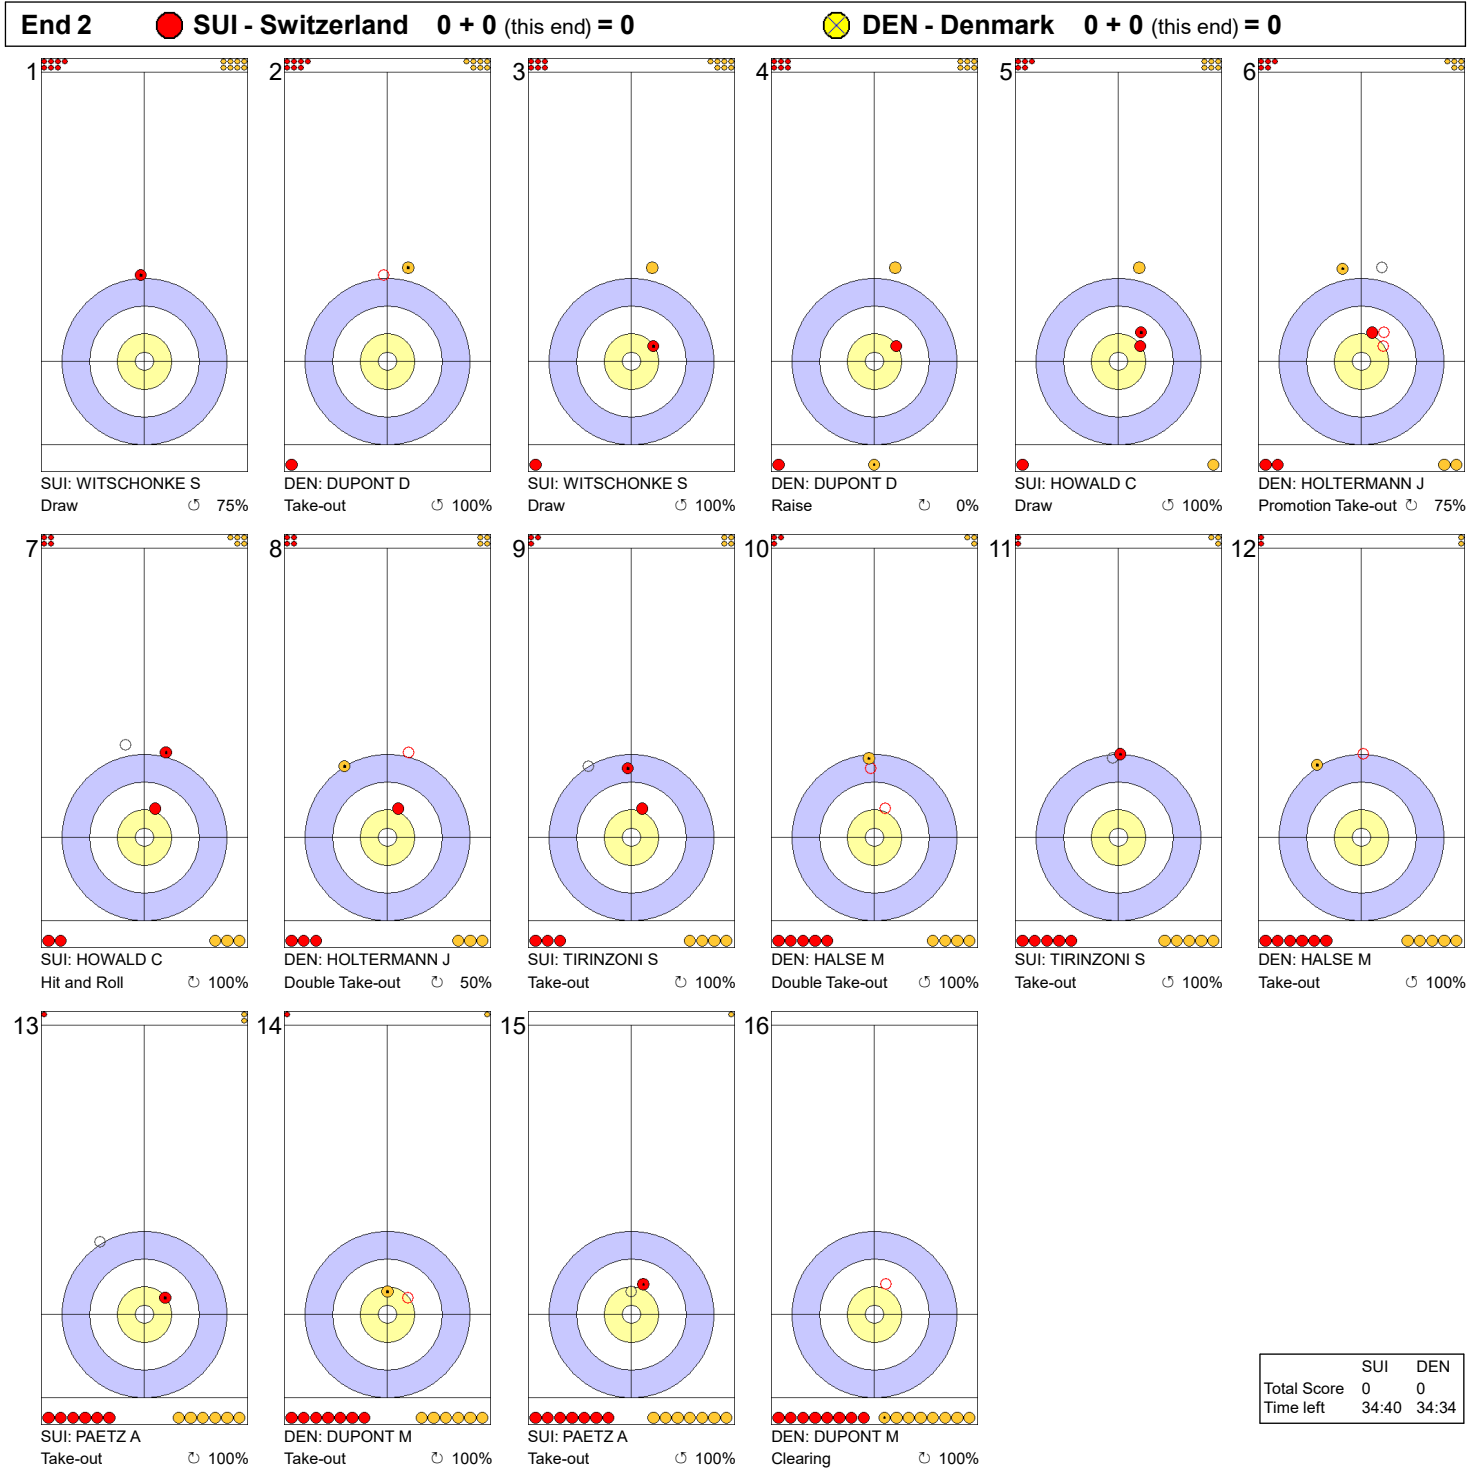 End 2 SUI - Switzerland 0 + 0 (this end) = 0 DEN - Denmark 0 + 0 (this end) = 0
1 2 3 4 5 6
SUI: WITSCHONKE S DEN: DUPONT D SUI: WITSCHONKE S DEN: DUPONT D SUI: HOWALD C DEN: HOLTERMANN J
Draw 75% Take-out 100% Draw 100% Raise 0% Draw 100% Promotion Take-out 75%
7 8 9 10 11 12
SUI: HOWALD C DEN: HOLTERMANN J SUI: TIRINZONI S DEN: HALSE M SUI: TIRINZONI S DEN: HALSE M
Hit and Roll 100% Double Take-out 50% Take-out 100% Double Take-out 100% Take-out 100% Take-out 100%
13 14 15 16
SUI: PAETZ A DEN: DUPONT M SUI: PAETZ A DEN: DUPONT M
Take-out 100% Take-out 100% Take-out 100% Clearing 100%
SUI DEN
Total Score 0 0
Time left 34:40 34:34